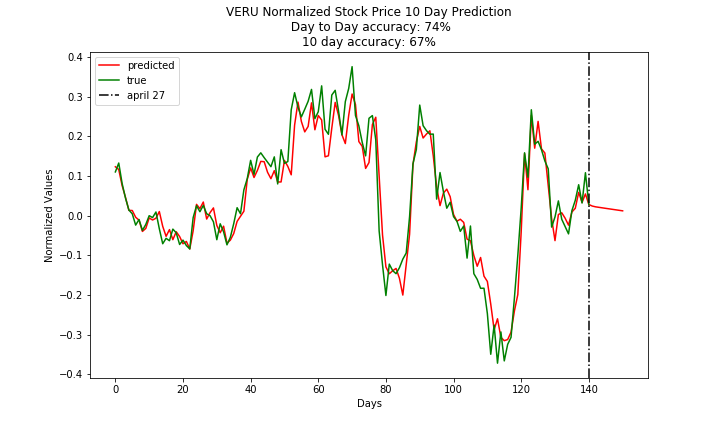 VERU Normalized Stock Price 10 Day Prediction
Day to Day accuracy: 74%
10 day accuracy: 67%
predicted
true
april 27
Normalized Values
0.4
0.3
0.2
0.1
0.0
−0.1
−0.2
−0.3
−0.4
0 20 40 60 80 100 120 140
Days